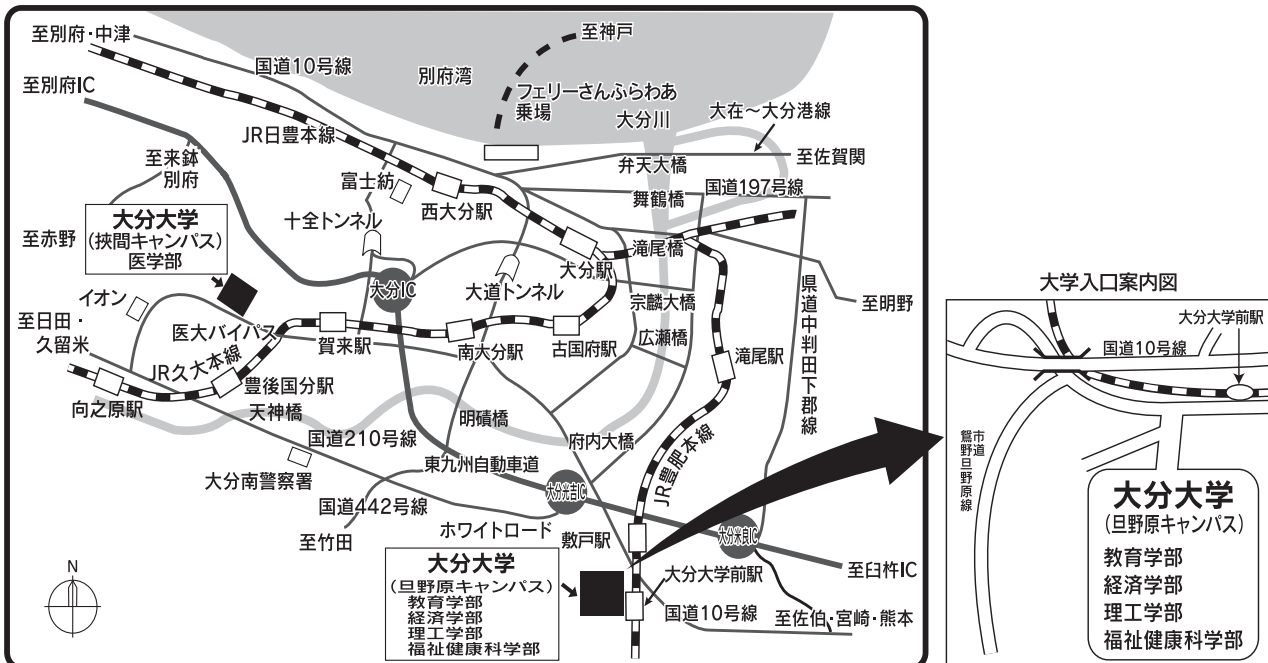 至別府・中津
国道10号線
至別府IC
JR日豊本線
別府湾
至神戸
フェリーさんふらわあ
乗場
大分川
大在〜大分港線
至佐賀関
弁天大橋
至来鉢
別府
富士紡
西大分駅
舞鶴橋
国道197号線
大分大学
(挾間キャンパス)
医学部
至赤野
十全トンネル
滝尾橋
大分駅
大分IC
大道トンネル
宗麟大橋
至明野
県道中判田下郡線
イオン
至日田・
久留米
医大バイパス
賀来駅
南大分駅
古国府駅
広瀬橋
滝尾駅
JR久大本線
豊後国分駅
向之原駅
天神橋
明磧橋
国道210号線
府内大橋
JR豊肥本線
東九州自動車道
大分南警察署
国道442号線
大分光吉IC
至竹田
ホワイトロード
敷戸駅
大分米良IC
至臼杵IC
大分大学
(旦野原キャンパス)
教育学部
経済学部
理工学部
福祉健康科学部
大分大学前駅
国道10号線
至佐伯・宮崎・熊本
N
大学入口案内図
大分大学前駅
国道10号線
市道
鴛野旦野原線
大分大学
(旦野原キャンパス)
教育学部
経済学部
理工学部
福祉健康科学部